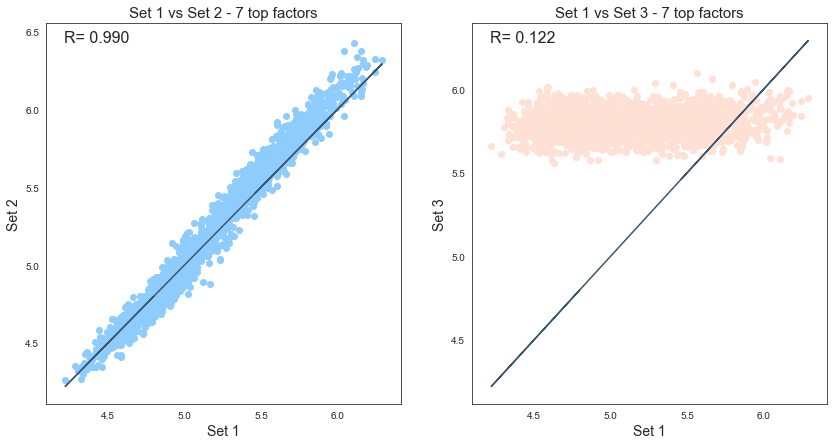 Set 1 vs Set 2 - 7 top factors
R= 0.990
6.5
6.0
5.5
5.0
4.5
Set 2
4.5 5.0 5.5 6.0
Set 1
Set 1 vs Set 3 - 7 top factors
R= 0.122
6.0
5.5
5.0
4.5
Set 3
4.5 5.0 5.5 6.0
Set 1